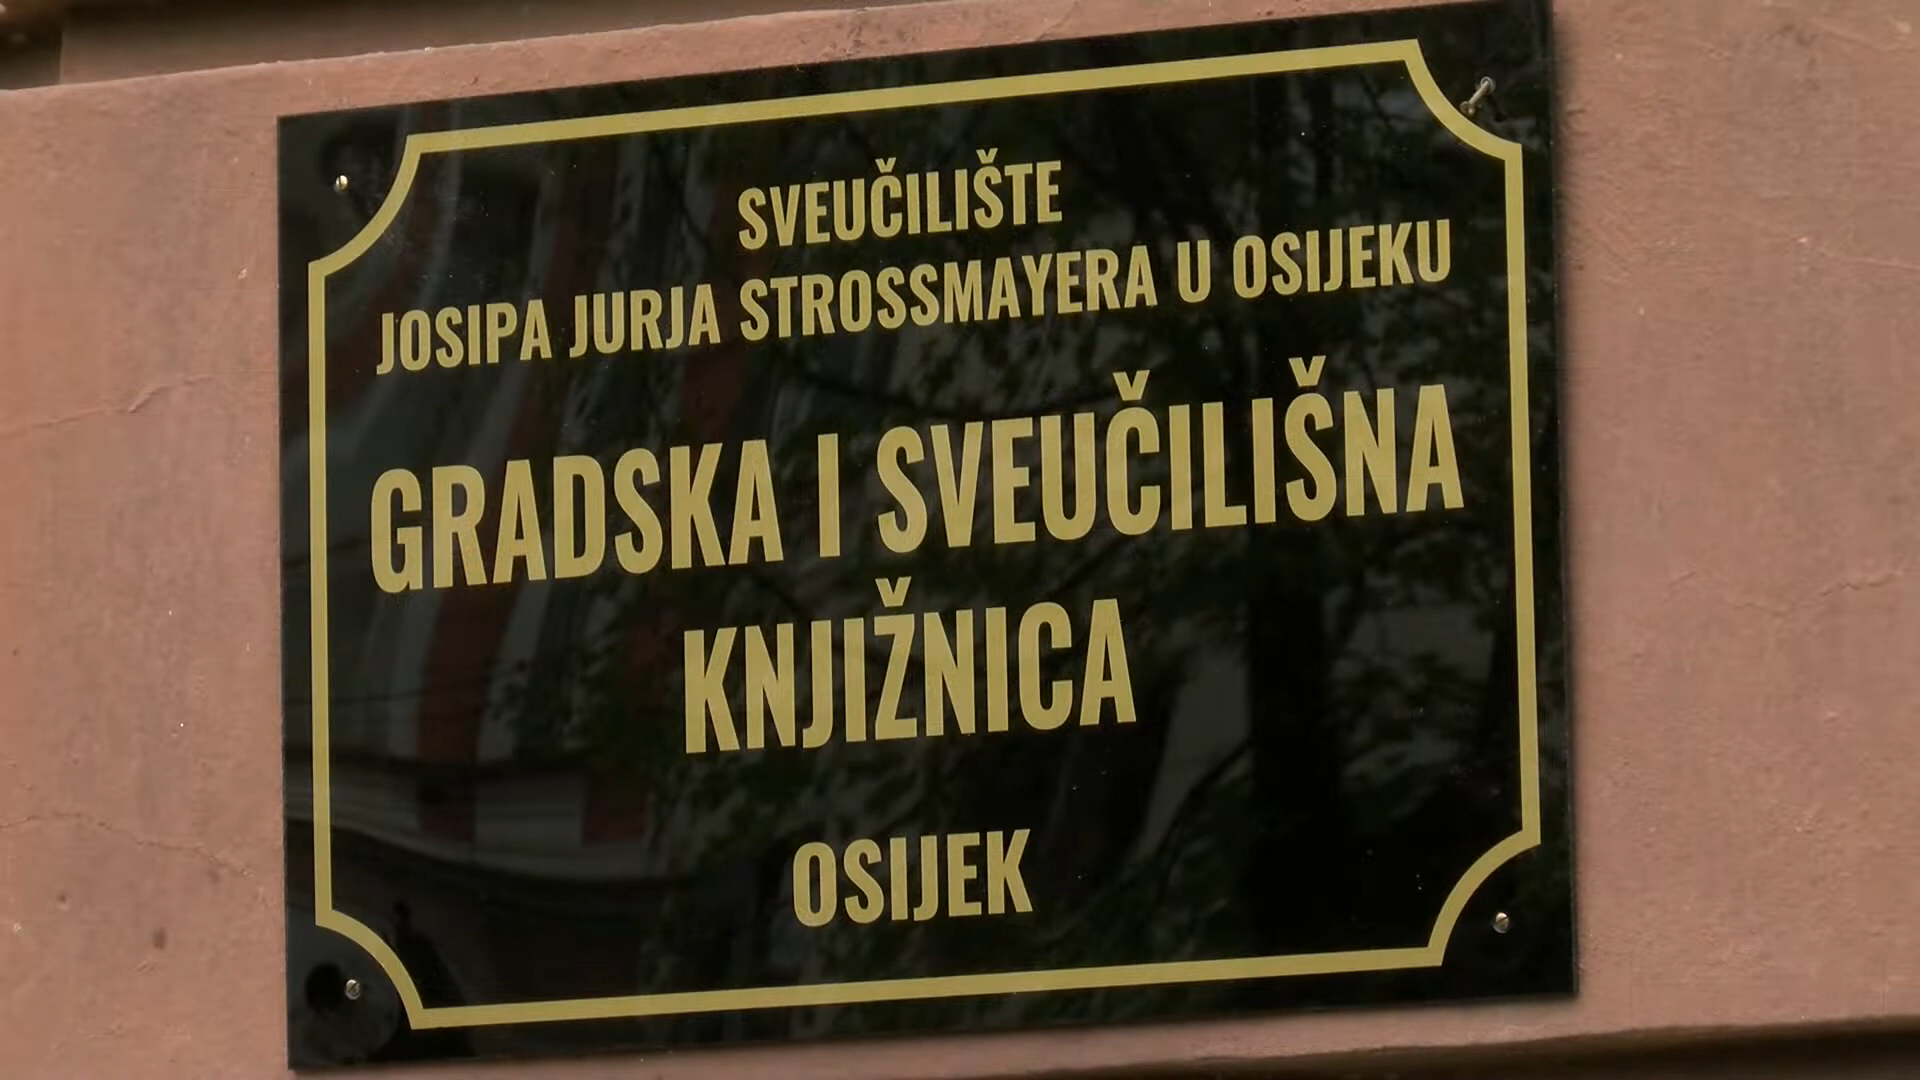 SVEUČILIŠTE
JOSIPA JURJA STROSSMAYERA U OSIJEKU
GRADSKA I SVEUČILIŠNA
KNJIŽNICA
OSIJEK